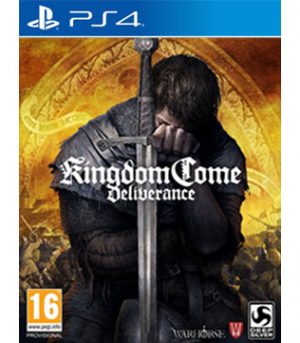 PS4
Kingdom Come
Deliverance
16
www.pegi.info
PROVISIONAL
WARHORSE
DEEP
SILVER